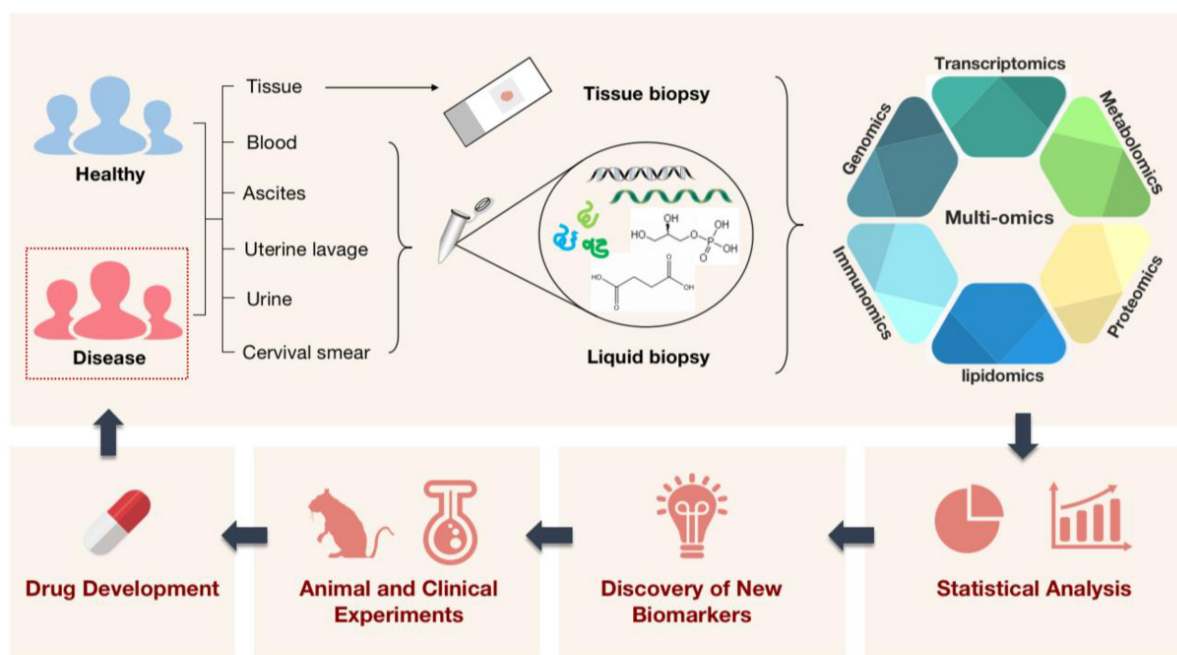 Healthy
Disease
Tissue
Blood
Ascites
Uterine lavage
Urine
Cervival smear
Tissue biopsy
OH
HO
O
P
OH
OH
O
HO
O
O
OH
Liquid biopsy
Transcriptomics
Metabolomics
Genomics
Multi-omics
Immunomics
Proteomics
lipidomics
Drug Development
Animal and Clinical
Experiments
Discovery of New
Biomarkers
Statistical Analysis